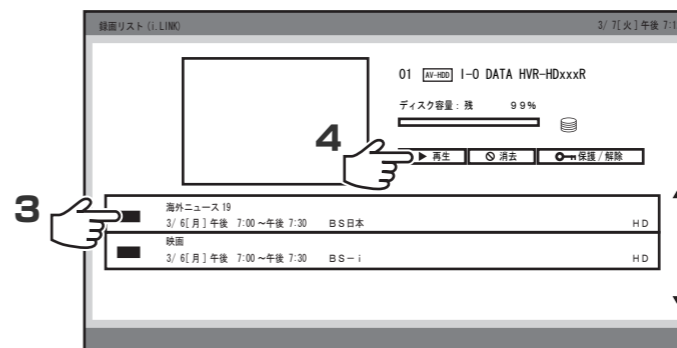 録画リスト (i.LINK) 3/ 7[火]午後 7:1
01 AV-HDD I-O DATA HVR-HDxxxR
ディスク容量: 残 99%
4
▶ 再生 消去 保護/解除
3
海外ニュース 19
3/ 6[月]午後 7:00～午後 7:30 BS日本 HD
映画
3/ 6[月]午後 7:00～午後 7:30 BS－i HD